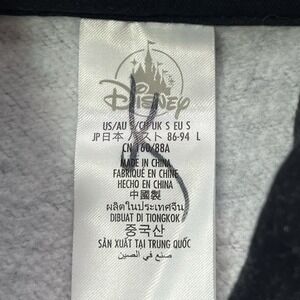 Disney
US/AU S/CH UK S EU S
JP日本 バスト 86-94 L
CN 160/88A
MADE IN CHINA
FABRIQUÉ EN CHINE
HECHO EN CHINA
中國製
ผลิตในประเทศจีน
DIBUAT DI TIONGKOK
중국산
SẢN XUẤT TẠI TRUNG QUỐC
صنع في الصين